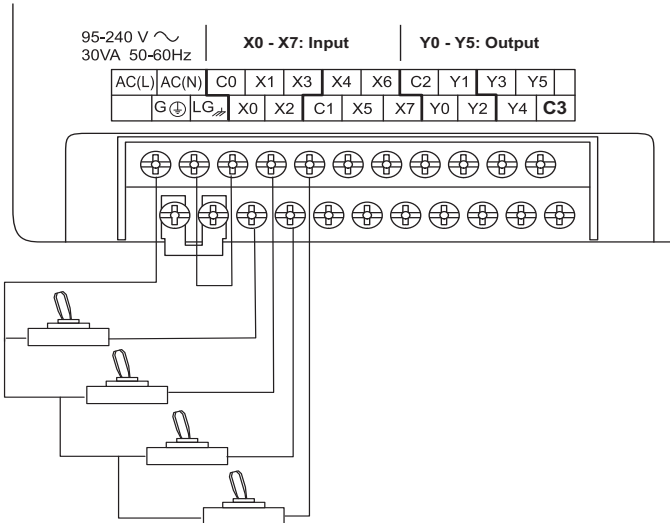 95-240 V ~
30VA 50-60Hz
X0 - X7: Input
Y0 - Y5: Output
AC(L) AC(N) C0 X1 X3 X4 X6 C2 Y1 Y3 Y5
G LG X0 X2 C1 X5 X7 Y0 Y2 Y4 C3